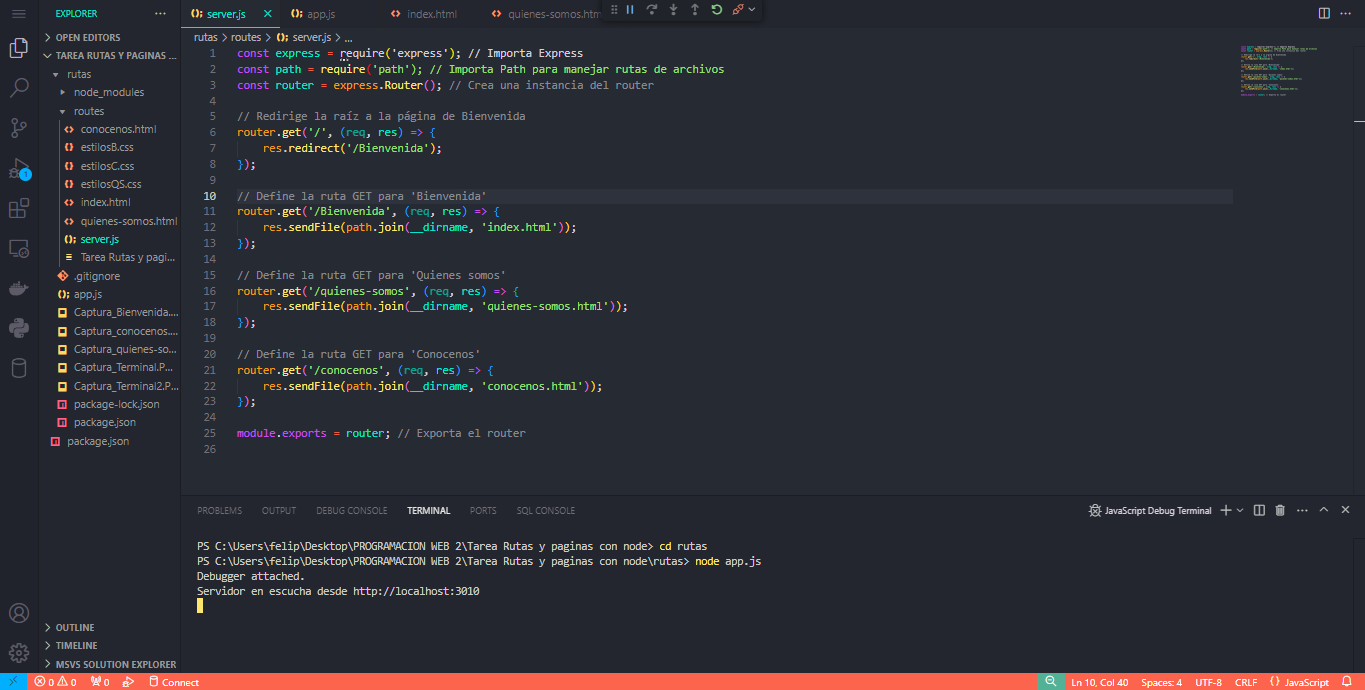 EXPLORER ···
OPEN EDITORS
TAREA RUTAS Y PAGINAS ...
rutas
node_modules
routes
conocenos.html
estilosB.css
estilosC.css
estilosQS.css
index.html
quienes-somos.html
server.js
Tarea Rutas y pagi...
.gitignore
app.js
Captura_Bienvenida....
Captura_conocenos....
Captura_quienes-so...
Captura_Terminal.P...
Captura_Terminal2.P...
package-lock.json
package.json
package.json
OUTLINE
TIMELINE
MSVS SOLUTION EXPLORER
1
server.js
app.js
index.html
quienes-somos.htm
rutas > routes > server.js > ...
1 const express = require('express'); // Importa Express
2 const path = require('path'); // Importa Path para manejar rutas de archivos
3 const router = express.Router(); // Crea una instancia del router
4
5 // Redirige la raíz a la página de Bienvenida
6 router.get('/', (req, res) => {
7 res.redirect('/Bienvenida');
8 });
9
10 // Define la ruta GET para 'Bienvenida'
11 router.get('/Bienvenida', (req, res) => {
12 res.sendFile(path.join(__dirname, 'index.html'));
13 });
14
15 // Define la ruta GET para 'Quienes somos'
16 router.get('/quienes-somos', (req, res) => {
17 res.sendFile(path.join(__dirname, 'quienes-somos.html'));
18 });
19
20 // Define la ruta GET para 'Conocenos'
21 router.get('/conocenos', (req, res) => {
22 res.sendFile(path.join(__dirname, 'conocenos.html'));
23 });
24
25 module.exports = router; // Exporta el router
26
PROBLEMS OUTPUT DEBUG CONSOLE TERMINAL PORTS SQL CONSOLE
JavaScript Debug Terminal
PS C:\Users\felip\Desktop\PROGRAMACION WEB 2\Tarea Rutas y paginas con node> cd rutas
PS C:\Users\felip\Desktop\PROGRAMACION WEB 2\Tarea Rutas y paginas con node\rutas> node app.js
Debugger attached.
Servidor en escucha desde http://localhost:3010
0 0 0 Connect
Ln 10, Col 40 Spaces: 4 UTF-8 CRLF {} JavaScript